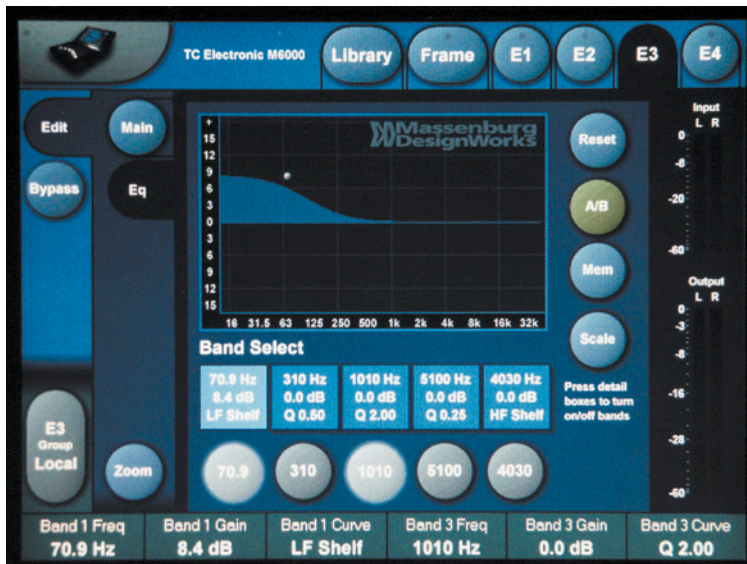 TC Electronic M6000
Library
Frame
E1
E2
E3
E4
Edit
Main
Bypass
Eq
Massenburg
DesignWorks
+
15
12
9
6
3
0
3
6
9
12
15
16 31.5 63 125 250 500 1k 2k 4k 8k 16k 32k
Reset
A/B
Mem
Scale
Press detail
boxes to turn
on/off bands
Input
L R
0
-8
-20
-60
Output
L R
0
-3
-8
-16
-28
-60
Band Select
70.9 Hz
8.4 dB
LF Shelf
310 Hz
0.0 dB
Q 0.50
1010 Hz
0.0 dB
Q 2.00
5100 Hz
0.0 dB
Q 0.25
4030 Hz
0.0 dB
HF Shelf
E3
Group
Local
Zoom
70.9
310
1010
5100
4030
Band 1 Freq
70.9 Hz
Band 1 Gain
8.4 dB
Band 1 Curve
LF Shelf
Band 3 Freq
1010 Hz
Band 3 Gain
0.0 dB
Band 3 Curve
Q 2.00